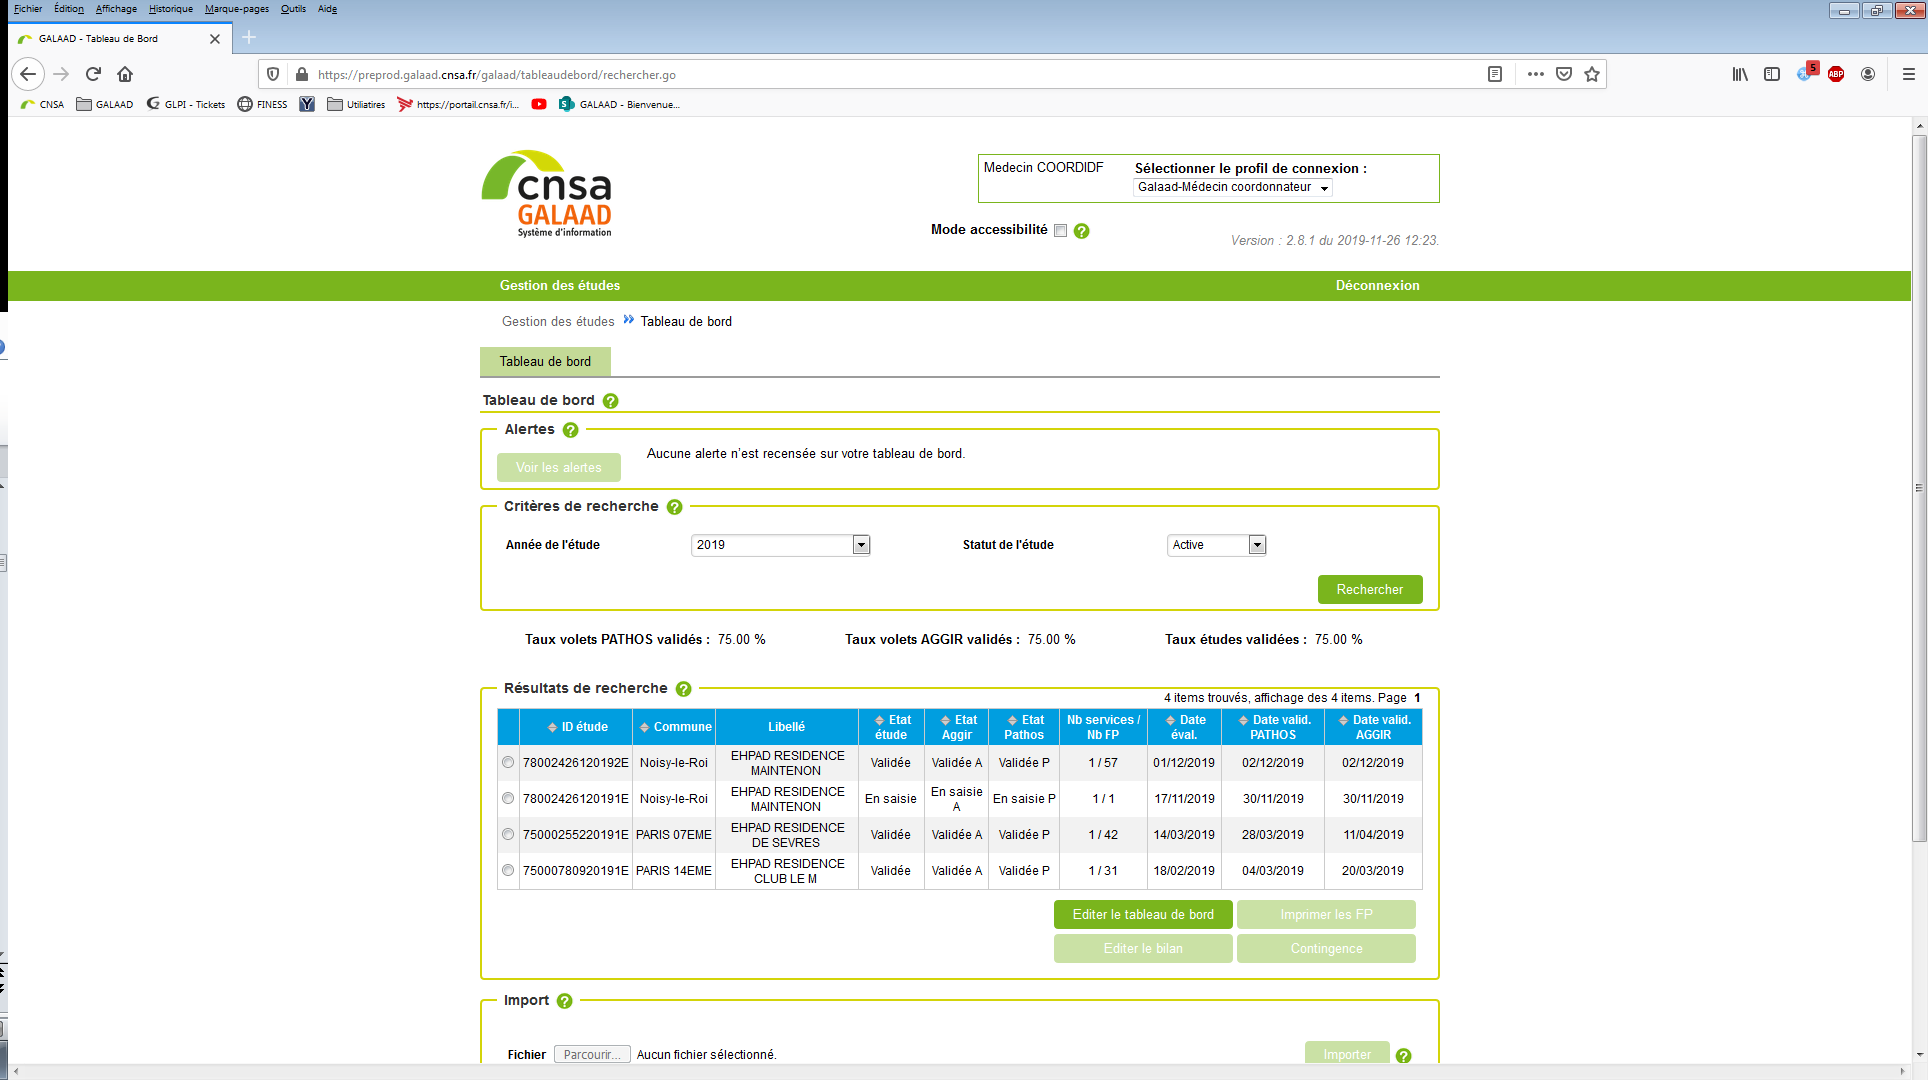 Fichier Édition Affichage Historique Marque-pages Outils Aide
GALAAD - Tableau de Bord
https://preprod.galaad.cnsa.fr/galaad/tableaudebord/rechercher.go
5
ABP
CNSA GALAAD GLPI - Tickets FINESS Utiliatires https://portail.cnsa.fr/i... GALAAD - Bienvenue...
cnsa
GALAAD
Système d'information
Medecin COORDIDF Sélectionner le profil de connexion :
Galaad-Médecin coordonnateur
Mode accessibilité ?
Version : 2.8.1 du 2019-11-26 12:23.
Gestion des études Déconnexion
Gestion des études Tableau de bord
Tableau de bord
Tableau de bord ?
Alertes ?
Voir les alertes Aucune alerte n'est recensée sur votre tableau de bord.
Critères de recherche ?
Année de l'étude 2019 Statut de l'étude Active
Rechercher
Taux volets PATHOS validés : 75.00 % Taux volets AGGIR validés : 75.00 % Taux études validées : 75.00 %
Résultats de recherche ?
4 items trouvés, affichage des 4 items. Page 1
ID étude Commune Libellé Etat étude Etat Aggir Etat Pathos Nb services / Nb FP Date éval. Date valid. PATHOS Date valid. AGGIR
78002426120192E Noisy-le-Roi EHPAD RESIDENCE MAINTENON Validée Validée A Validée P 1 / 57 01/12/2019 02/12/2019 02/12/2019
78002426120191E Noisy-le-Roi EHPAD RESIDENCE MAINTENON En saisie En saisie A En saisie P 1 / 1 17/11/2019 30/11/2019 30/11/2019
75000255220191E PARIS 07EME EHPAD RESIDENCE DE SEVRES Validée Validée A Validée P 1 / 42 14/03/2019 28/03/2019 11/04/2019
75000780920191E PARIS 14EME EHPAD RESIDENCE CLUB LE M Validée Validée A Validée P 1 / 31 18/02/2019 04/03/2019 20/03/2019
Editer le tableau de bord Imprimer les FP
Editer le bilan Contingence
Import ?
Fichier Parcourir... Aucun fichier sélectionné. Importer ?